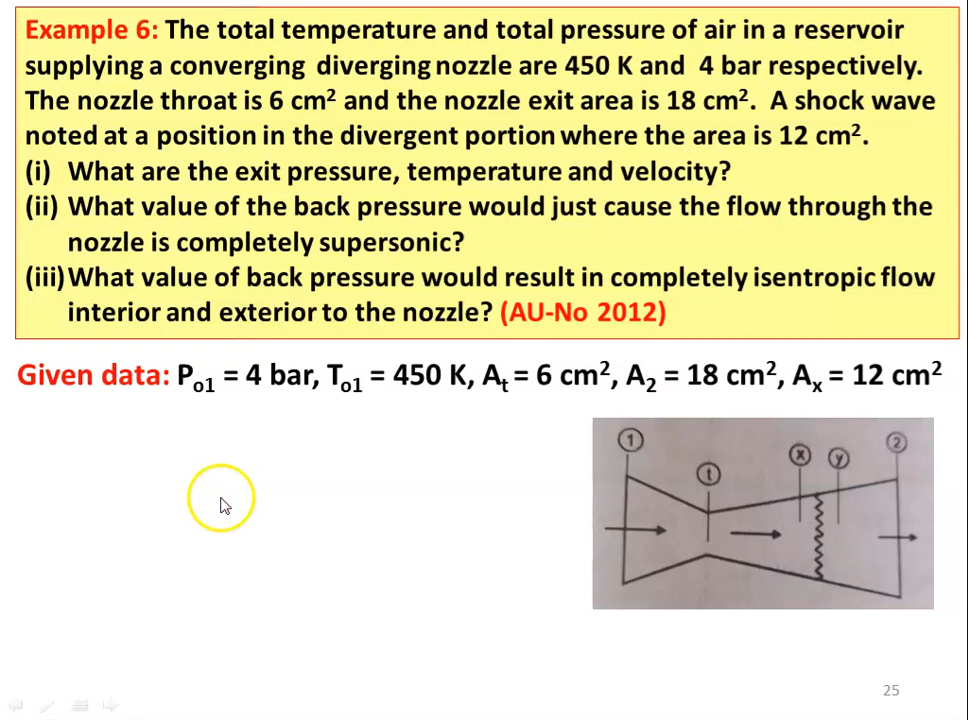 Example 6: The total temperature and total pressure of air in a reservoir
supplying a converging diverging nozzle are 450 K and 4 bar respectively.
The nozzle throat is 6 cm² and the nozzle exit area is 18 cm². A shock wave
noted at a position in the divergent portion where the area is 12 cm².
(i) What are the exit pressure, temperature and velocity?
(ii) What value of the back pressure would just cause the flow through the
nozzle is completely supersonic?
(iii) What value of back pressure would result in completely isentropic flow
interior and exterior to the nozzle? (AU-No 2012)
Given data: Po1 = 4 bar, To1 = 450 K, At = 6 cm², A2 = 18 cm², Ax = 12 cm²
1 t x y 2
25